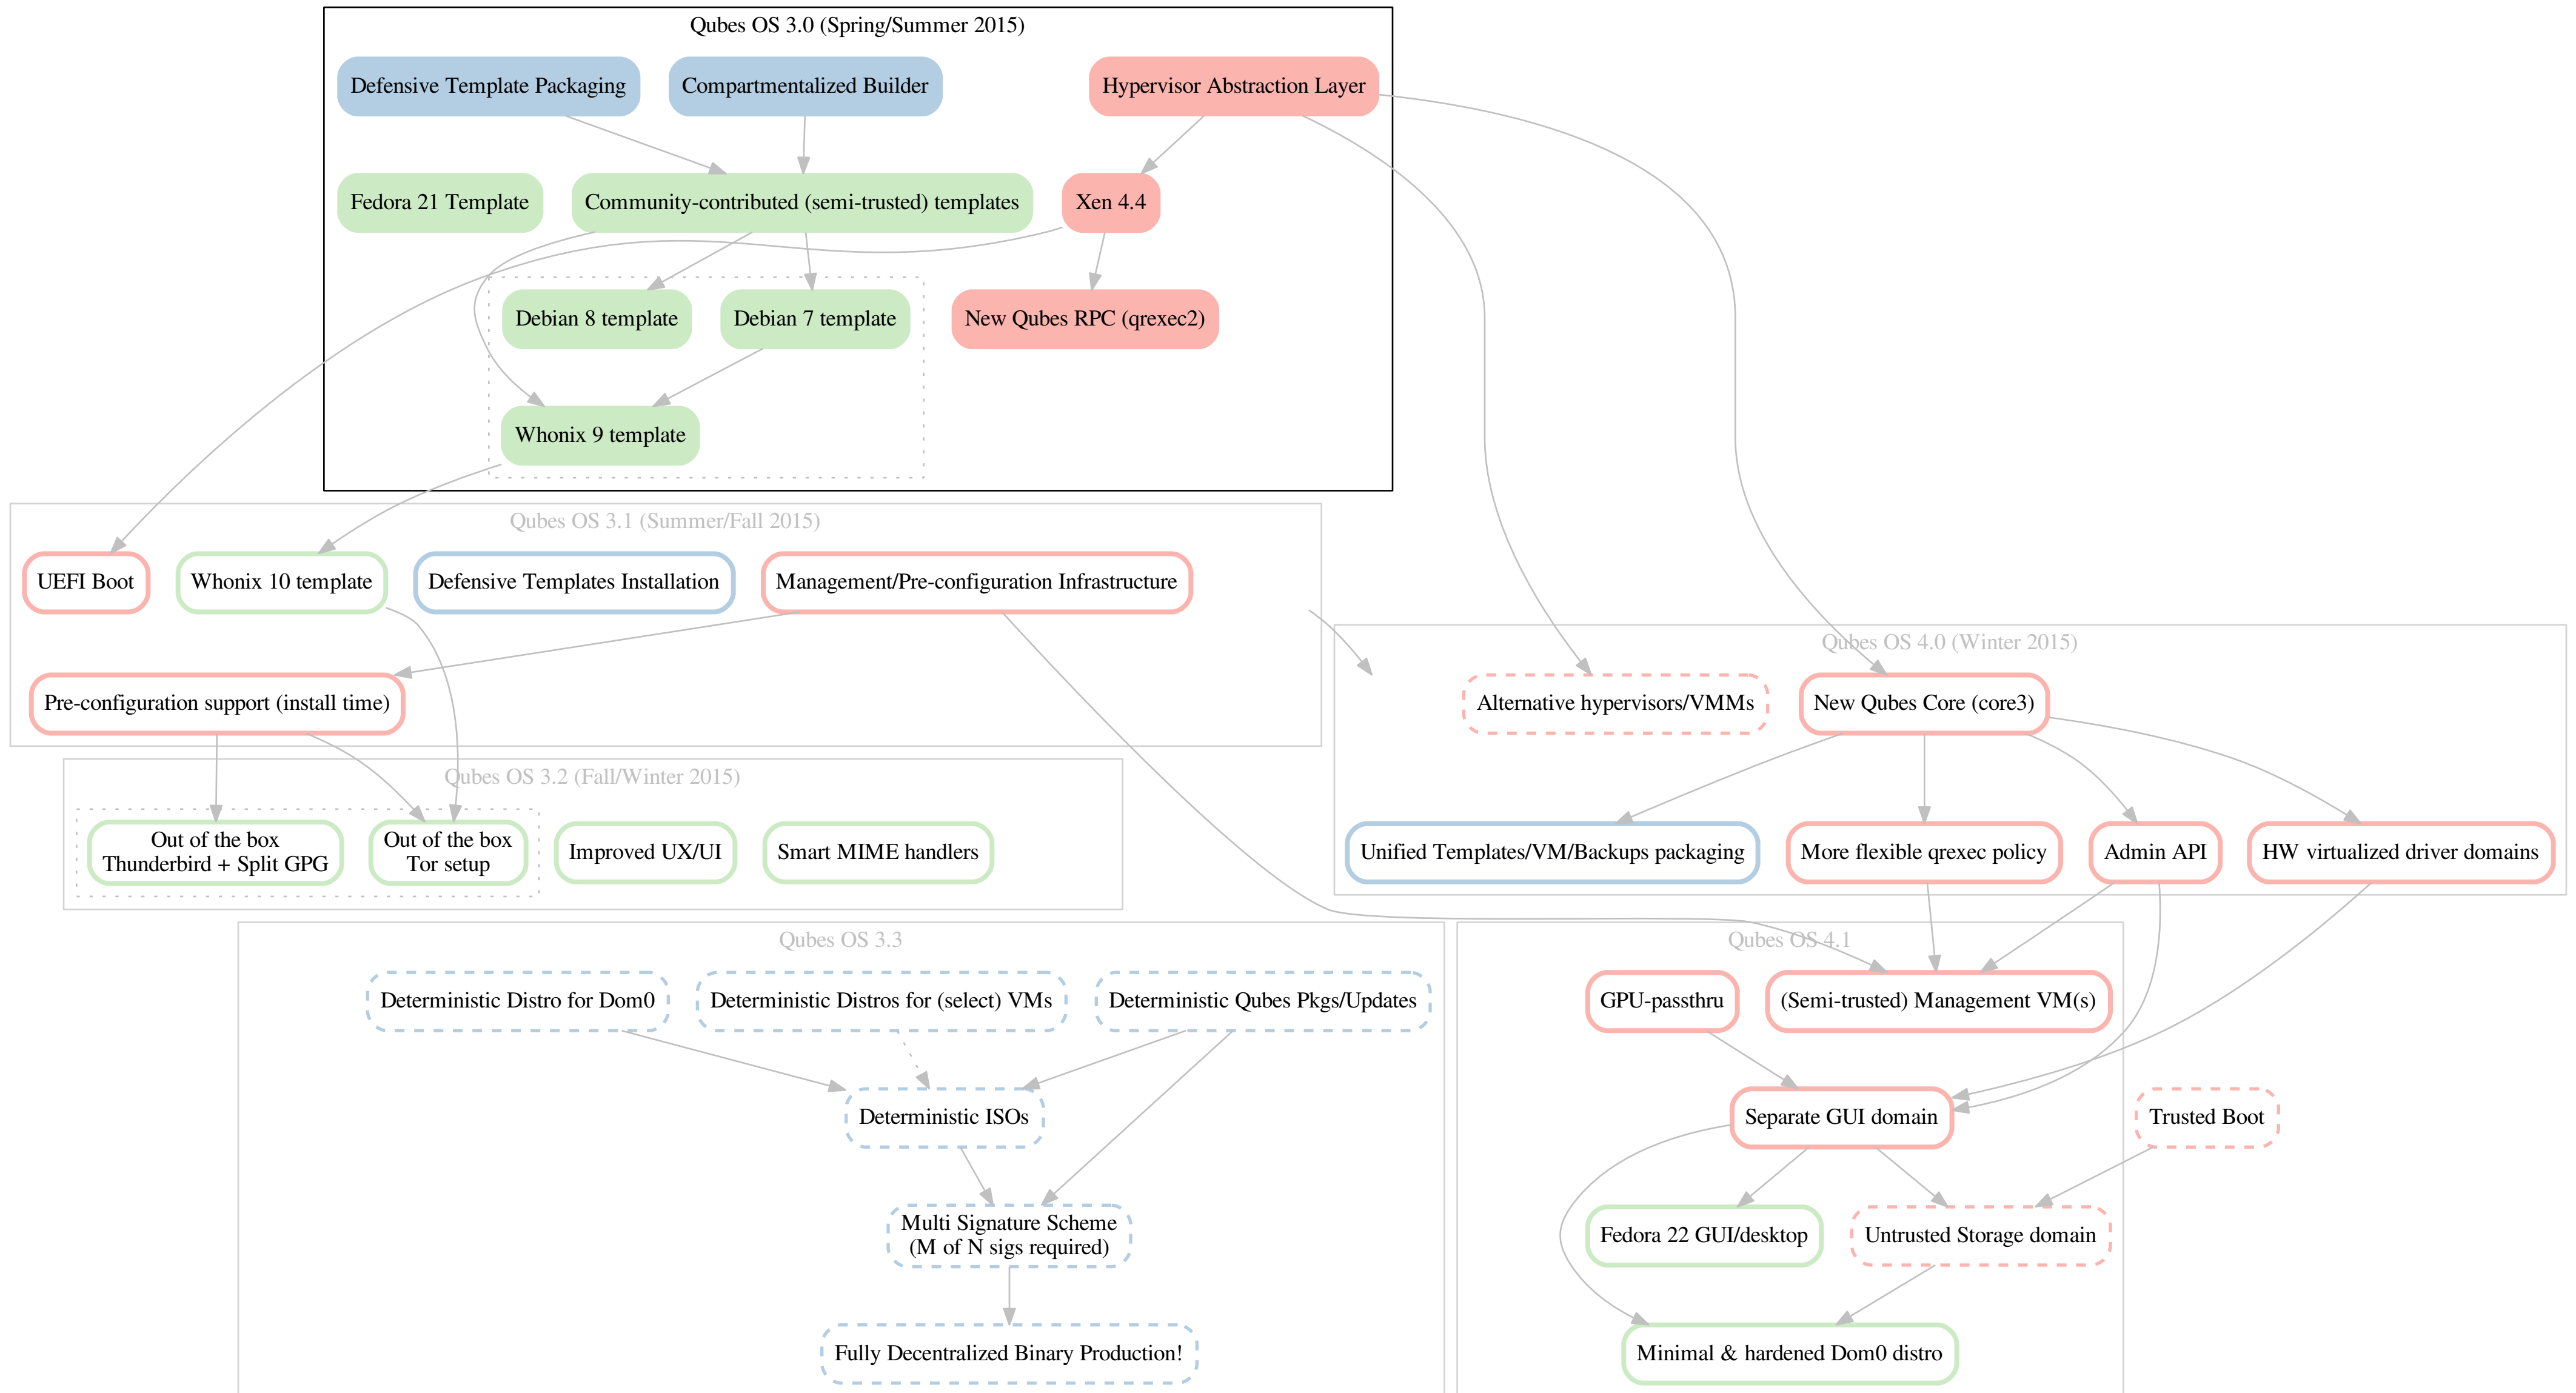 Qubes OS 3.0 (Spring/Summer 2015)
Defensive Template Packaging
Compartmentalized Builder
Hypervisor Abstraction Layer
Fedora 21 Template
Community-contributed (semi-trusted) templates
Xen 4.4
Debian 8 template
Debian 7 template
New Qubes RPC (qrexec2)
Whonix 9 template
Qubes OS 3.1 (Summer/Fall 2015)
UEFI Boot
Whonix 10 template
Defensive Templates Installation
Management/Pre-configuration Infrastructure
Pre-configuration support (install time)
Qubes OS 4.0 (Winter 2015)
Alternative hypervisors/VMMs
New Qubes Core (core3)
Unified Templates/VM/Backups packaging
More flexible qrexec policy
Admin API
HW virtualized driver domains
Qubes OS 3.2 (Fall/Winter 2015)
Out of the box
Thunderbird + Split GPG
Out of the box
Tor setup
Improved UX/UI
Smart MIME handlers
Qubes OS 3.3
Deterministic Distro for Dom0
Deterministic Distros for (select) VMs
Deterministic Qubes Pkgs/Updates
Deterministic ISOs
Multi Signature Scheme
(M of N sigs required)
Fully Decentralized Binary Production!
Qubes OS 4.1
GPU-passthru
(Semi-trusted) Management VM(s)
Separate GUI domain
Trusted Boot
Fedora 22 GUI/desktop
Untrusted Storage domain
Minimal & hardened Dom0 distro